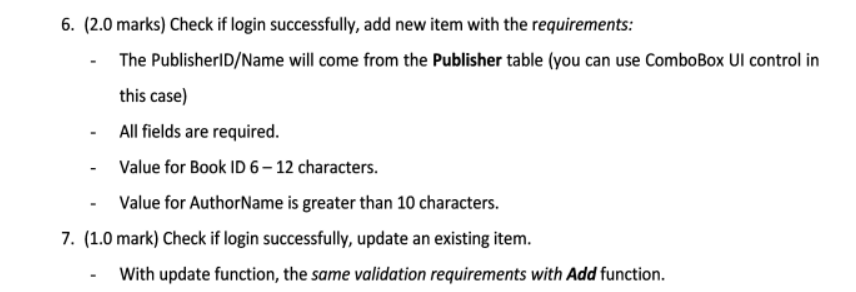 6. (2.0 marks) Check if login successfully, add new item with the requirements:
- The PublisherID/Name will come from the Publisher table (you can use ComboBox UI control in
this case)
- All fields are required.
- Value for Book ID 6 – 12 characters.
- Value for AuthorName is greater than 10 characters.
7. (1.0 mark) Check if login successfully, update an existing item.
- With update function, the same validation requirements with Add function.